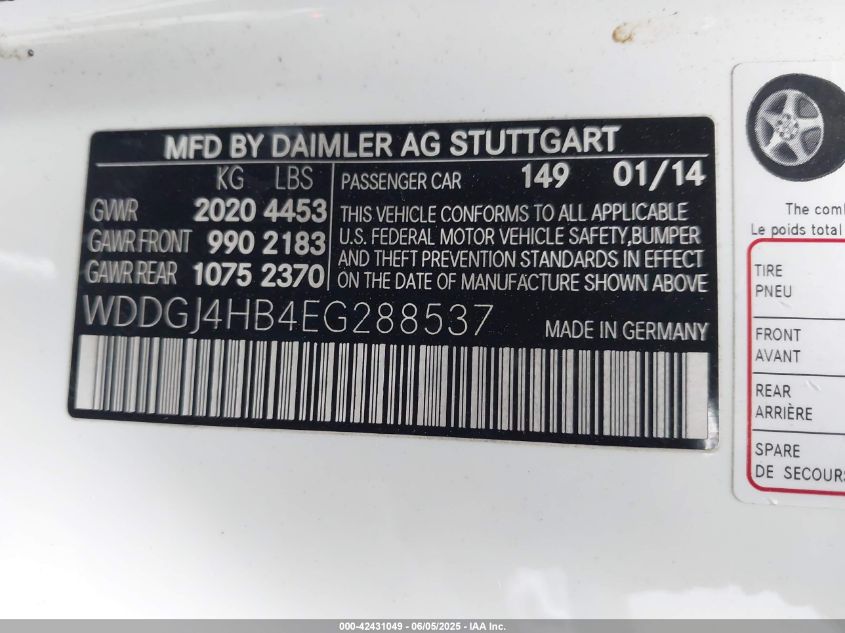 MFD BY DAIMLER AG STUTTGART
KG LBS
GVWR 2020 4453
GAWR FRONT 990 2183
GAWR REAR 1075 2370
PASSENGER CAR 149 01/14
THIS VEHICLE CONFORMS TO ALL APPLICABLE
U.S. FEDERAL MOTOR VEHICLE SAFETY,BUMPER
AND THEFT PREVENTION STANDARDS IN EFFECT
ON THE DATE OF MANUFACTURE SHOWN ABOVE
WDDGJ4HB4EG288537 MADE IN GERMANY
The comb
Le poids total
TIRE
PNEU
FRONT
AVANT
REAR
ARRIÈRE
SPARE
DE SECOURS
000-42431049 - 06/05/2025 - IAA Inc.